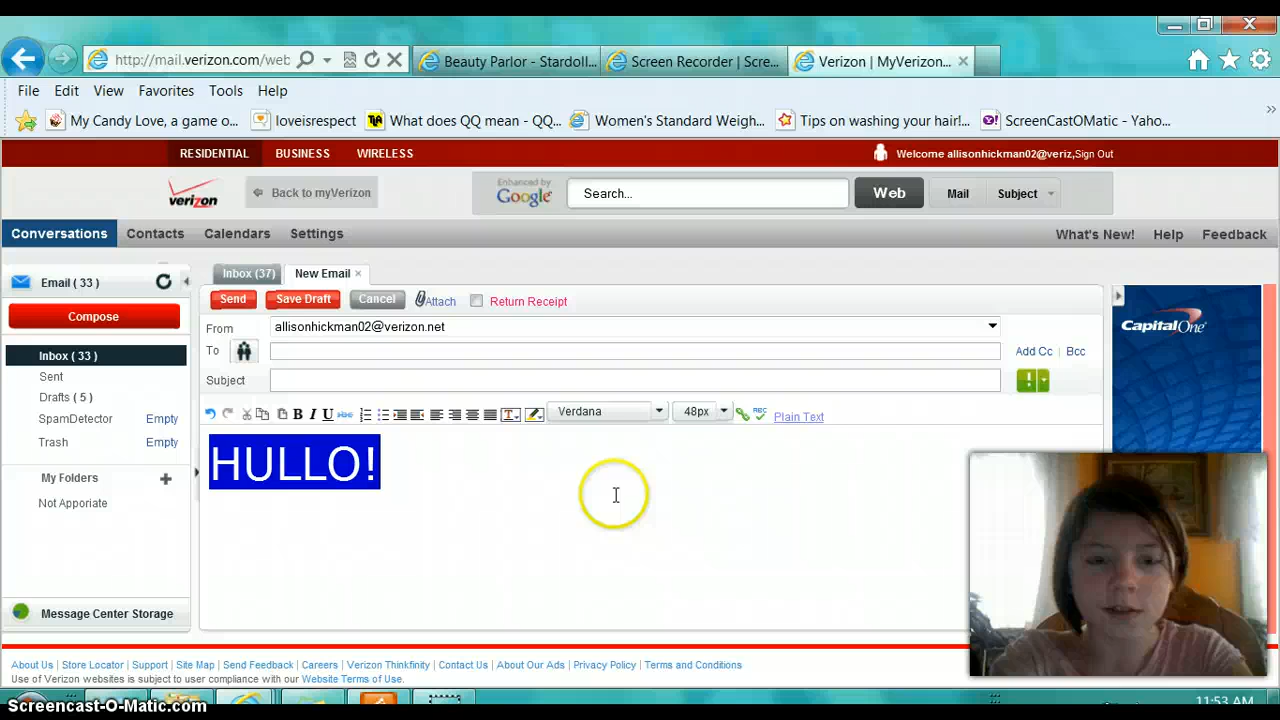 http://mail.verizon.com/web
Beauty Parlor - Stardoll...
Screen Recorder | Scre...
Verizon | MyVerizon...
File Edit View Favorites Tools Help
My Candy Love, a game o...
loveisrespect
What does QQ mean - QQ...
Women's Standard Weigh...
Tips on washing your hair!...
ScreenCastOMatic - Yaho...
RESIDENTIAL BUSINESS WIRELESS
Welcome allisonhickman02@veriz,Sign Out
verizon
Back to myVerizon
Enhanced by
Google
Search...
Web
Mail
Subject
Conversations Contacts Calendars Settings
What's New! Help Feedback
Email ( 33 )
Inbox (37)
New Email
Compose
Send
Save Draft
Cancel
Attach
Return Receipt
From
allisonhickman02@verizon.net
To
Add Cc | Bcc
Subject
Inbox ( 33 )
Sent
Drafts ( 5 )
SpamDetector Empty
Trash Empty
My Folders
Not Apporiate
Message Center Storage
B I U abc
T
Verdana
48px
ABC
Plain Text
HULLO!
Capital One
About Us | Store Locator | Support | Site Map | Send Feedback | Careers | Verizon Thinkfinity | Contact Us | About Our Ads | Privacy Policy | Terms and Conditions
Use of Verizon websites is subject to user compliance with our Website Terms of Use.
11:53 AM
Screencast-O-Matic.com